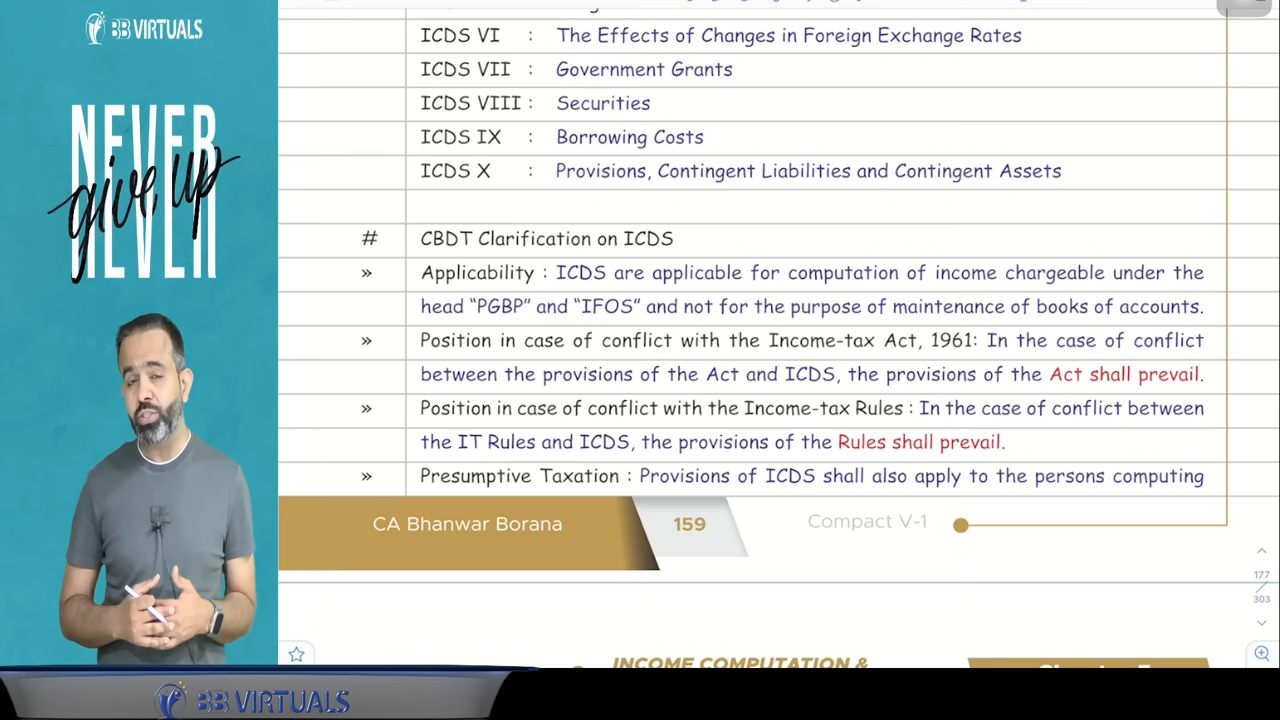 BB VIRTUALS
NEVER
give up
NEVER
ICDS VI : The Effects of Changes in Foreign Exchange Rates
ICDS VII : Government Grants
ICDS VIII : Securities
ICDS IX : Borrowing Costs
ICDS X : Provisions, Contingent Liabilities and Contingent Assets
# CBDT Clarification on ICDS
» Applicability : ICDS are applicable for computation of income chargeable under the
head “PGBP” and “IFOS” and not for the purpose of maintenance of books of accounts.
» Position in case of conflict with the Income-tax Act, 1961: In the case of conflict
between the provisions of the Act and ICDS, the provisions of the Act shall prevail.
» Position in case of conflict with the Income-tax Rules : In the case of conflict between
the IT Rules and ICDS, the provisions of the Rules shall prevail.
» Presumptive Taxation : Provisions of ICDS shall also apply to the persons computing
CA Bhanwar Borana 159 Compact V-1
177
303
INCOME COMPUTATION &
BB VIRTUALS